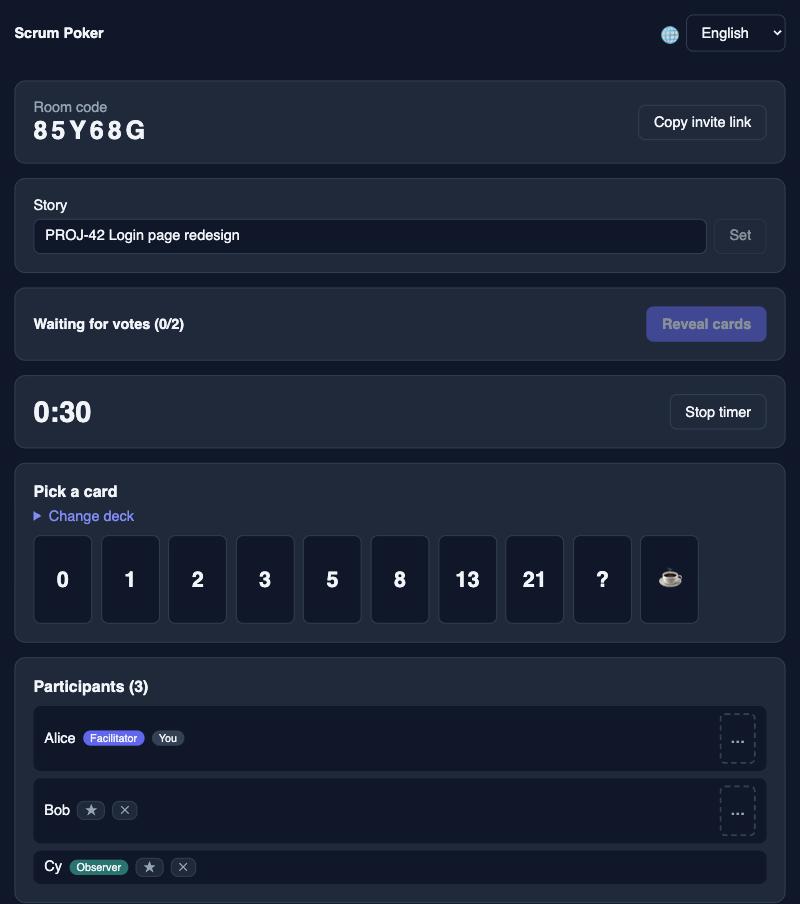 Scrum Poker
English
Room code
85Y68G
Copy invite link
Story
PROJ-42 Login page redesign
Set
Waiting for votes (0/2)
Reveal cards
0:30
Stop timer
Pick a card
▶ Change deck
0 1 2 3 5 8 13 21 ?
Participants (3)
Alice Facilitator You
...
Bob ★ ✕
...
Cy Observer ★ ✕